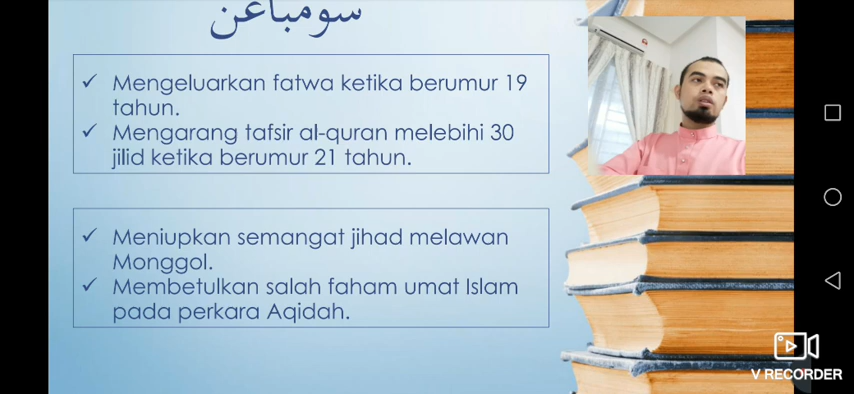 سومباڠن
✓ Mengeluarkan fatwa ketika berumur 19
tahun.
✓ Mengarang tafsir al-quran melebihi 30
jilid ketika berumur 21 tahun.
✓ Meniupkan semangat jihad melawan
Monggol.
✓ Membetulkan salah faham umat Islam
pada perkara Aqidah.
V RECORDER